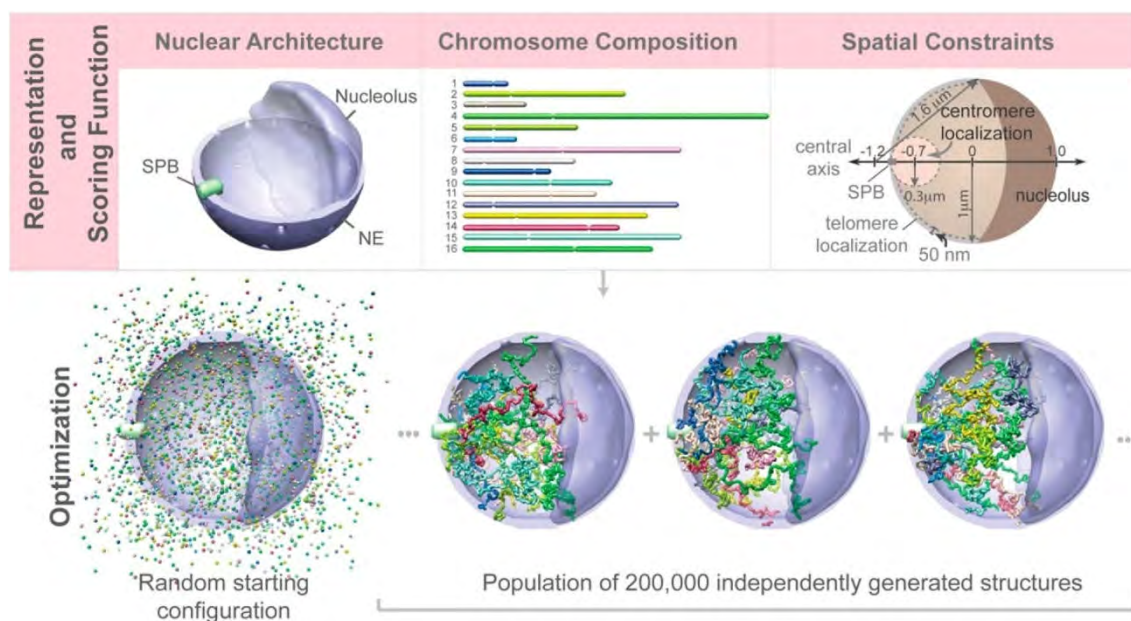 Representation
and
Scoring Function
Nuclear Architecture
Chromosome Composition
Spatial Constraints
Nucleolus
SPB
NE
1
2
3
4
5
6
7
8
9
10
11
12
13
14
15
16
1.6 μm
centromere
localization
central
axis
-1.2
-0.7
0
1.0
SPB
0.3μm
1μm
nucleolus
telomere
localization
50 nm
Optimization
...
+
+
...
Random starting
configuration
Population of 200,000 independently generated structures